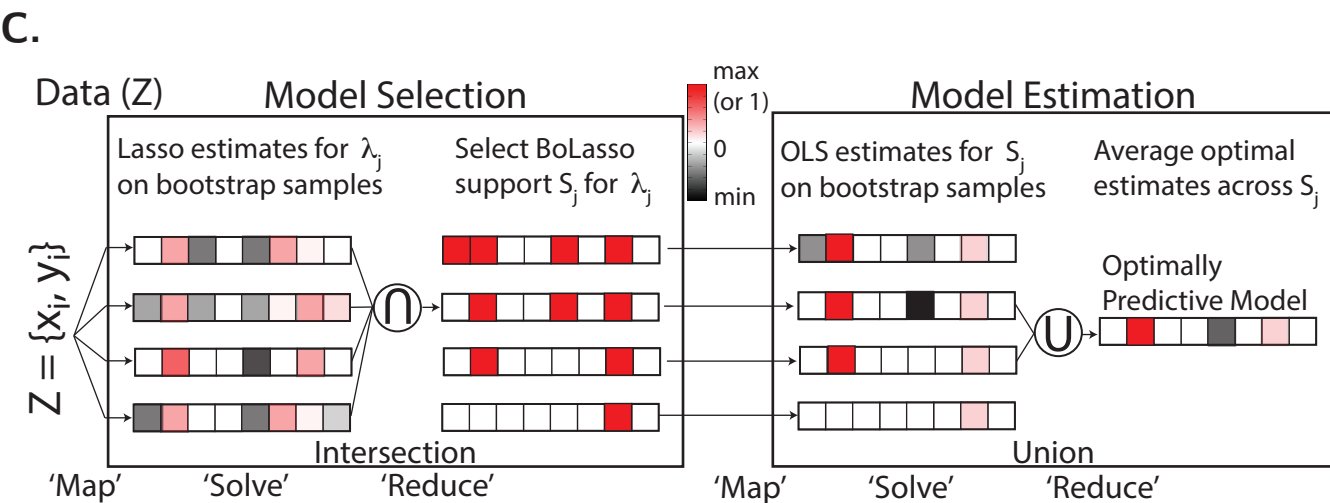 C.
Data (Z)
Model Selection
max
(or 1)
0
min
Model Estimation
Lasso estimates for λj
on bootstrap samples
Select BoLasso
support Sj for λj
OLS estimates for Sj
on bootstrap samples
Average optimal
estimates across Sj
Z = {xi, yi}
∩
∪
Optimally
Predictive Model
Intersection
Union
'Map'
'Solve'
'Reduce'
'Map'
'Solve'
'Reduce'